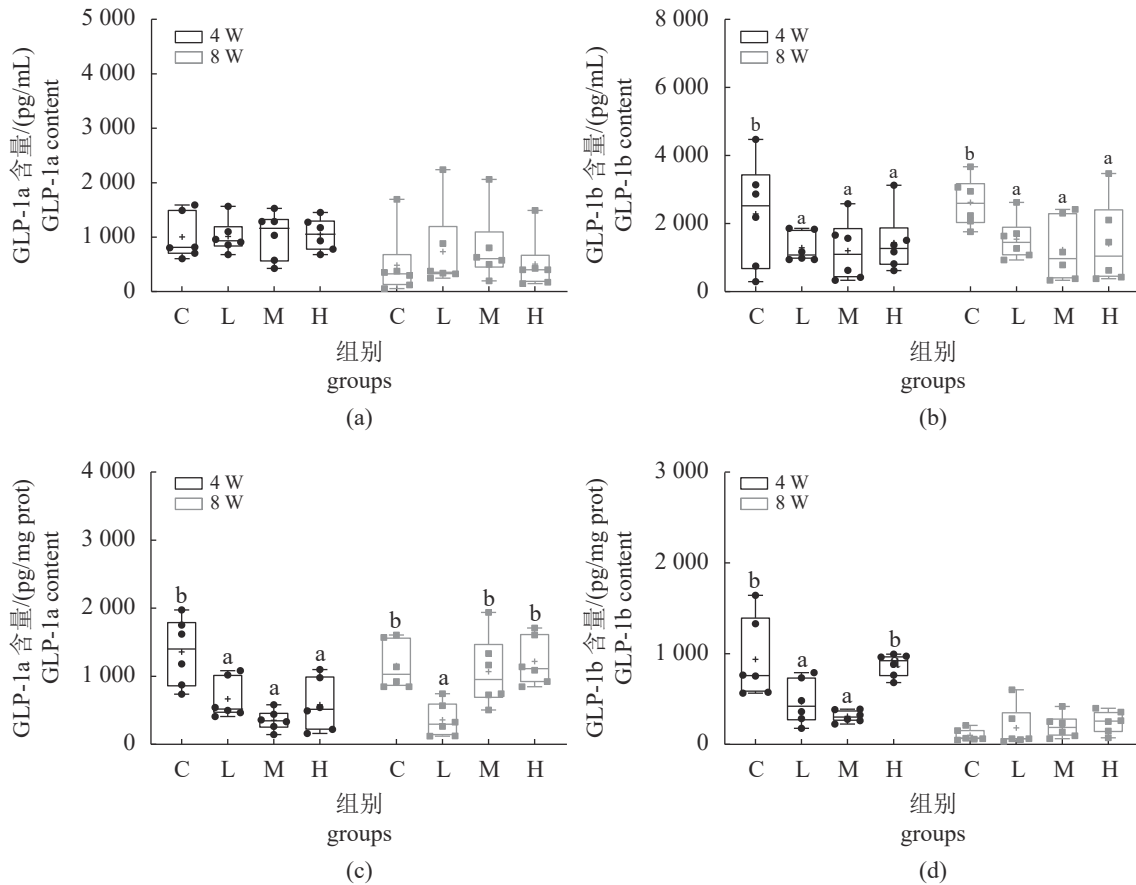 GLP-1a 含量/(pg/mL)
GLP-1a content
5 000
4 000
3 000
2 000
1 000
0
4 W
8 W
C L M H C L M H
组别
groups
(a)
GLP-1b 含量/(pg/mL)
GLP-1b content
8 000
6 000
4 000
2 000
0
4 W
8 W
b a a a b a a a
C L M H C L M H
组别
groups
(b)
GLP-1a 含量/(pg/mg prot)
GLP-1a content
4 000
3 000
2 000
1 000
0
4 W
8 W
b a a a b a b b
C L M H C L M H
组别
groups
(c)
GLP-1b 含量/(pg/mg prot)
GLP-1b content
3 000
2 000
1 000
0
4 W
8 W
b a a b
C L M H C L M H
组别
groups
(d)